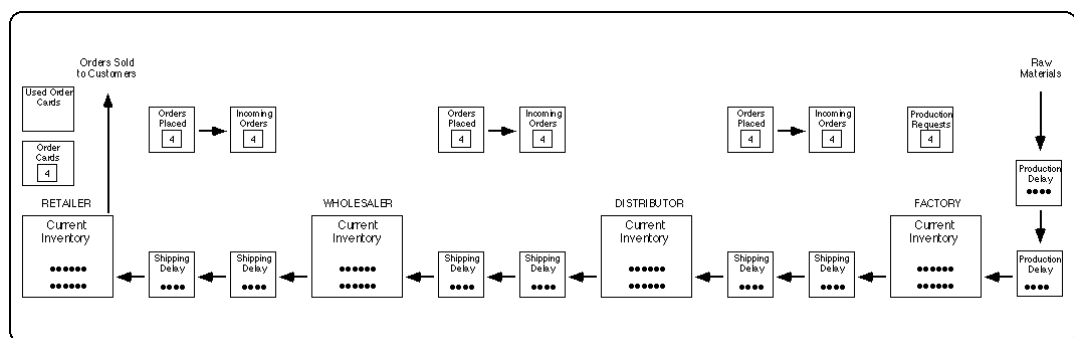 Orders Sold
to Customers
Raw
Materials
Used Order
Cards
Orders
Placed
4
Incoming
Orders
4
Orders
Placed
4
Incoming
Orders
4
Orders
Placed
4
Incoming
Orders
4
Production
Requests
4
Order
Cards
4
Production
Delay
RETAILER
WHOLESALER
DISTRIBUTOR
FACTORY
Current
Inventory
Shipping
Delay
Shipping
Delay
Current
Inventory
Shipping
Delay
Shipping
Delay
Current
Inventory
Shipping
Delay
Shipping
Delay
Current
Inventory
Production
Delay